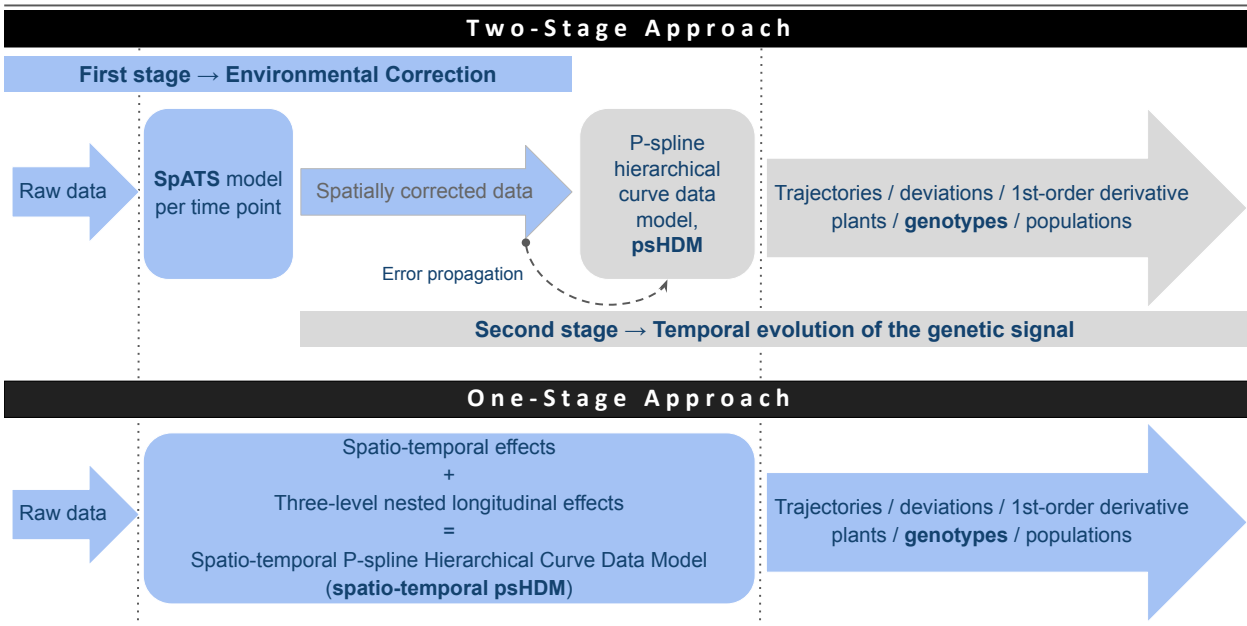 Two-Stage Approach
First stage → Environmental Correction
Raw data
SpATS model
per time point
Spatially corrected data
P-spline
hierarchical
curve data
model,
psHDM
Trajectories / deviations / 1st-order derivative
plants / genotypes / populations
Error propagation
Second stage → Temporal evolution of the genetic signal
One-Stage Approach
Raw data
Spatio-temporal effects
+
Three-level nested longitudinal effects
=
Spatio-temporal P-spline Hierarchical Curve Data Model
(spatio-temporal psHDM)
Trajectories / deviations / 1st-order derivative
plants / genotypes / populations